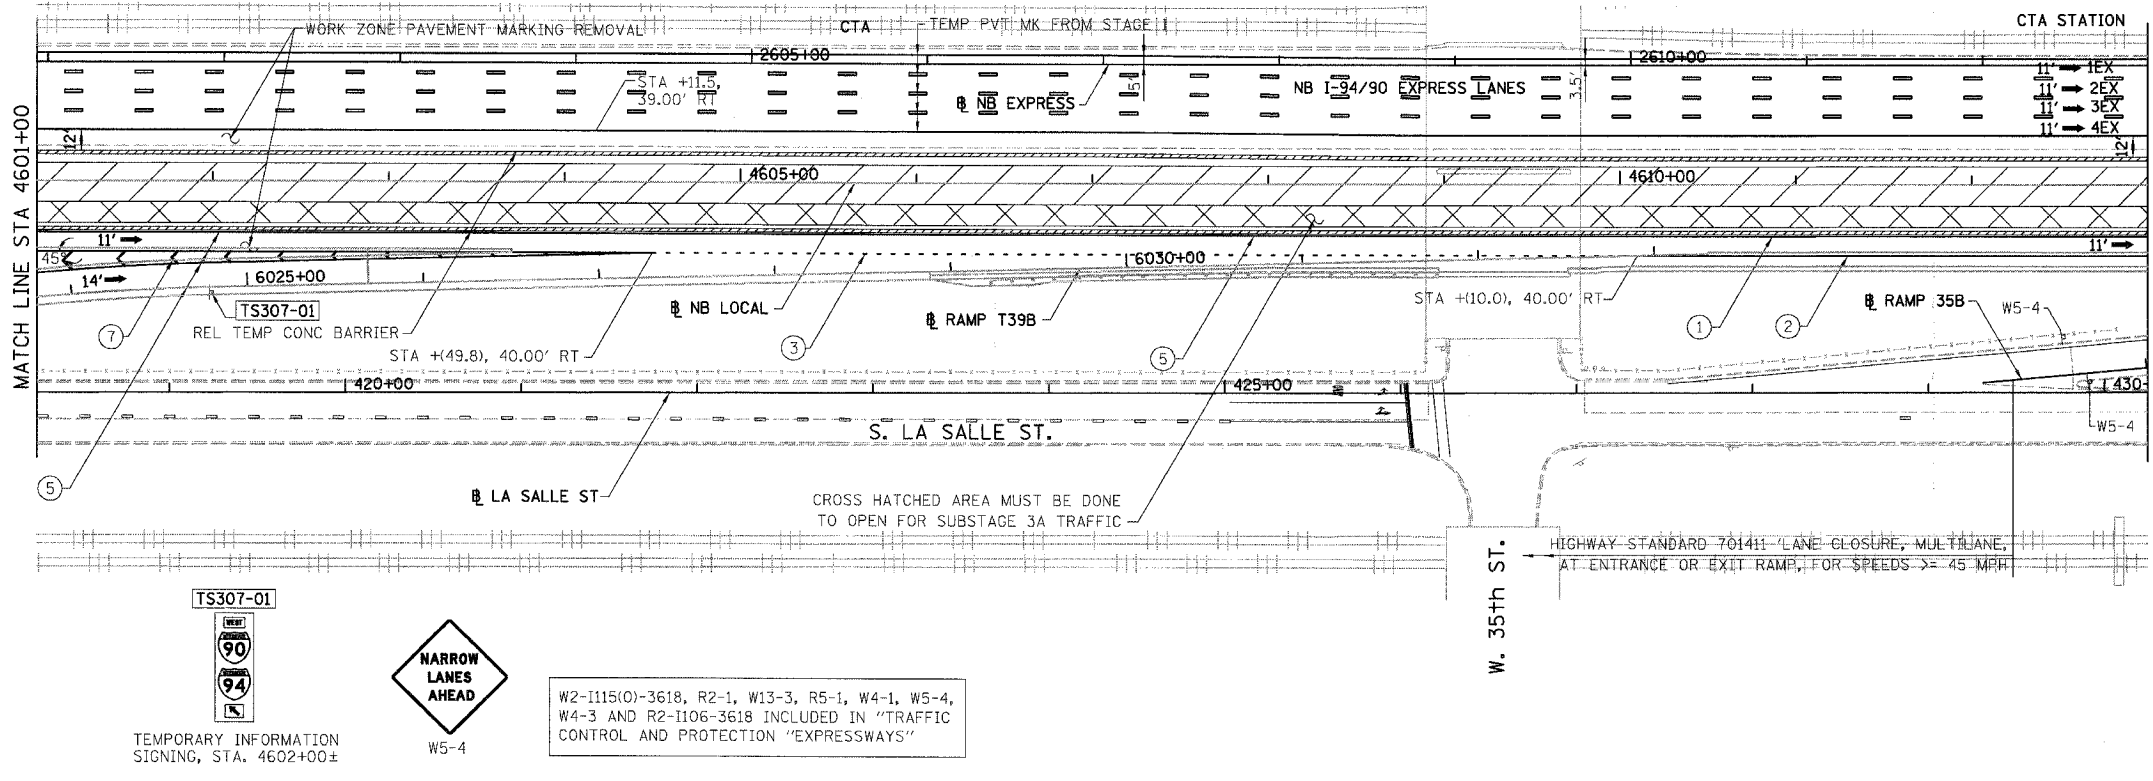 WORK ZONE PAVEMENT MARKING REMOVAL
CTA
TEMP PVT MK FROM STAGE I
CTA STATION
2605+00
2610+00
STA +11.5,
39.00' RT
℄ NB EXPRESS
5'
NB I-94/90 EXPRESS LANES
3.5'
11' 1EX
11' 2EX
11' 3EX
11' 4EX
MATCH LINE STA 4601+00
12'
12'
4605+00
4610+00
11'
11'
45°
14'
6025+00
6030+00
TS307-01
REL TEMP CONC BARRIER
7
STA +(49.8), 40.00' RT
℄ NB LOCAL
3
℄ RAMP T39B
5
STA +(10.0), 40.00' RT
1
2
℄ RAMP 35B
W5-4
420+00
425+00
430
W5-4
S. LA SALLE ST.
5
℄ LA SALLE ST
CROSS HATCHED AREA MUST BE DONE
TO OPEN FOR SUBSTAGE 3A TRAFFIC
W. 35th ST.
HIGHWAY STANDARD 701411 "LANE CLOSURE, MULTILANE,
AT ENTRANCE OR EXIT RAMP, FOR SPEEDS >= 45 MPH
TS307-01
WEST
90
94
TEMPORARY INFORMATION
SIGNING, STA. 4602+00±
NARROW
LANES
AHEAD
W5-4
W2-I115(O)-3618, R2-1, W13-3, R5-1, W4-1, W5-4,
W4-3 AND R2-I106-3618 INCLUDED IN "TRAFFIC
CONTROL AND PROTECTION "EXPRESSWAYS"